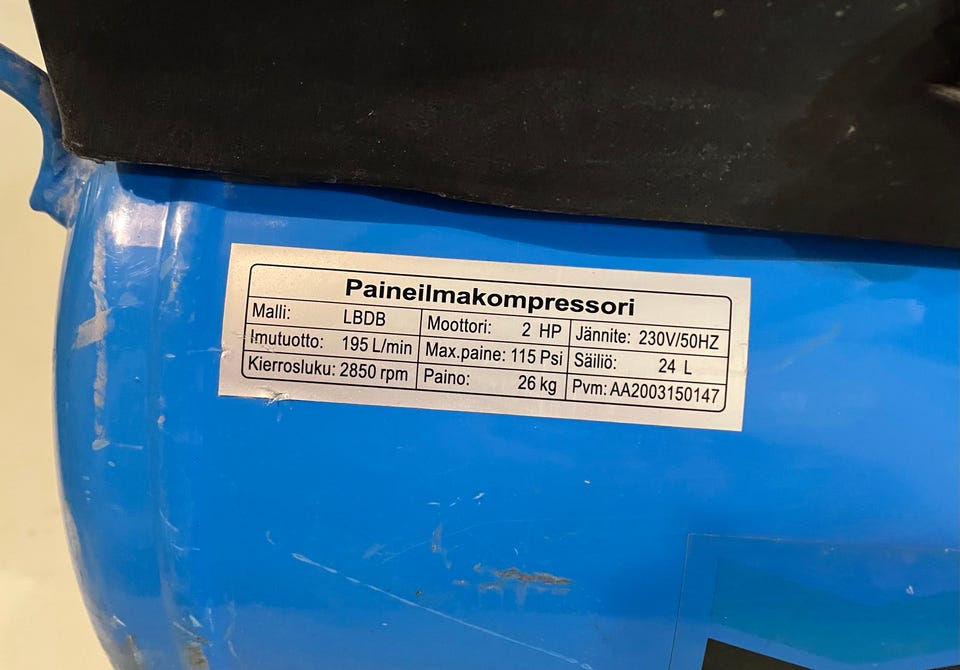 Paineilmakompressori
Malli: LBDB Moottori: 2 HP Jännite: 230V/50HZ
Imutuotto: 195 L/min Max.paine: 115 Psi Säiliö: 24 L
Kierrosluku: 2850 rpm Paino: 26 kg Pvm: AA2003150147